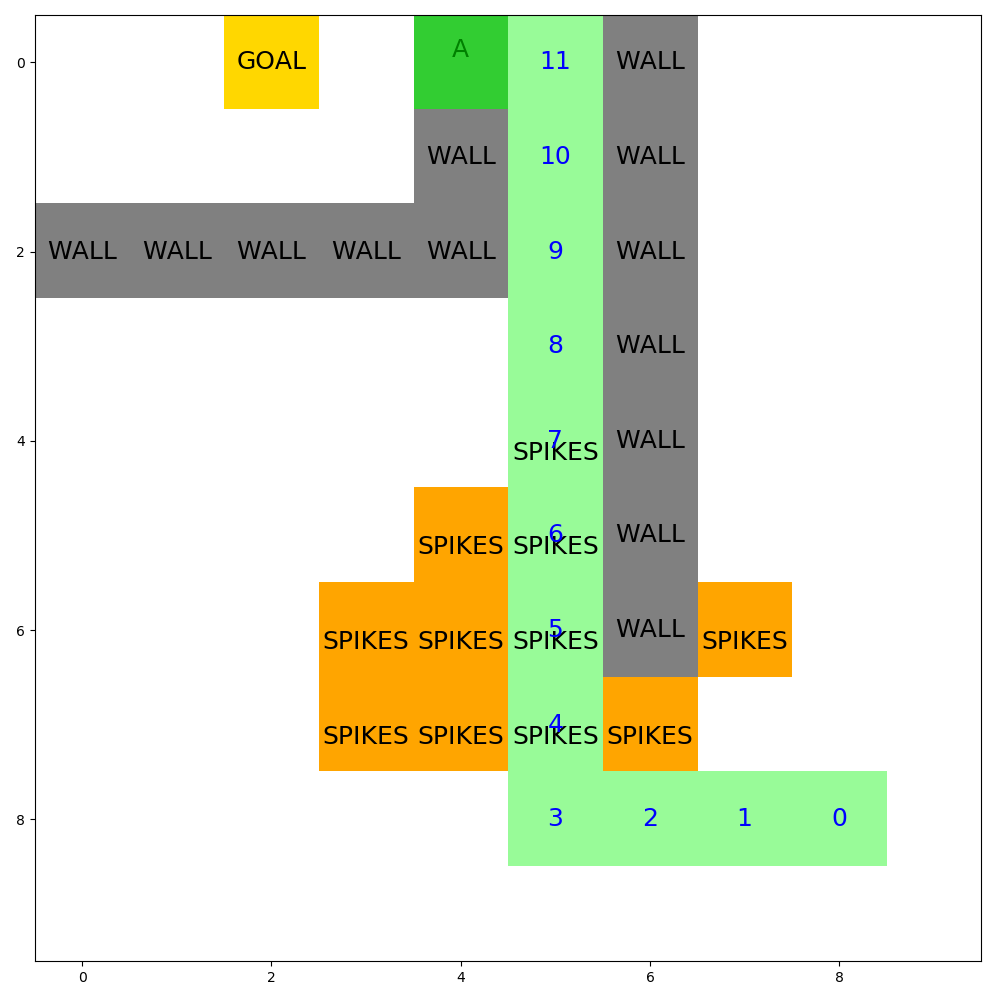 GOAL A 11 WALL
0
WALL 10 WALL
WALL WALL WALL WALL WALL 9 WALL
2
8 WALL
4 7 WALL
SPIKES
6 WALL
SPIKES SPIKES
6 5 WALL
SPIKES SPIKES SPIKES SPIKES
4
SPIKES SPIKES SPIKES SPIKES
8 3 2 1 0
0 2 4 6 8